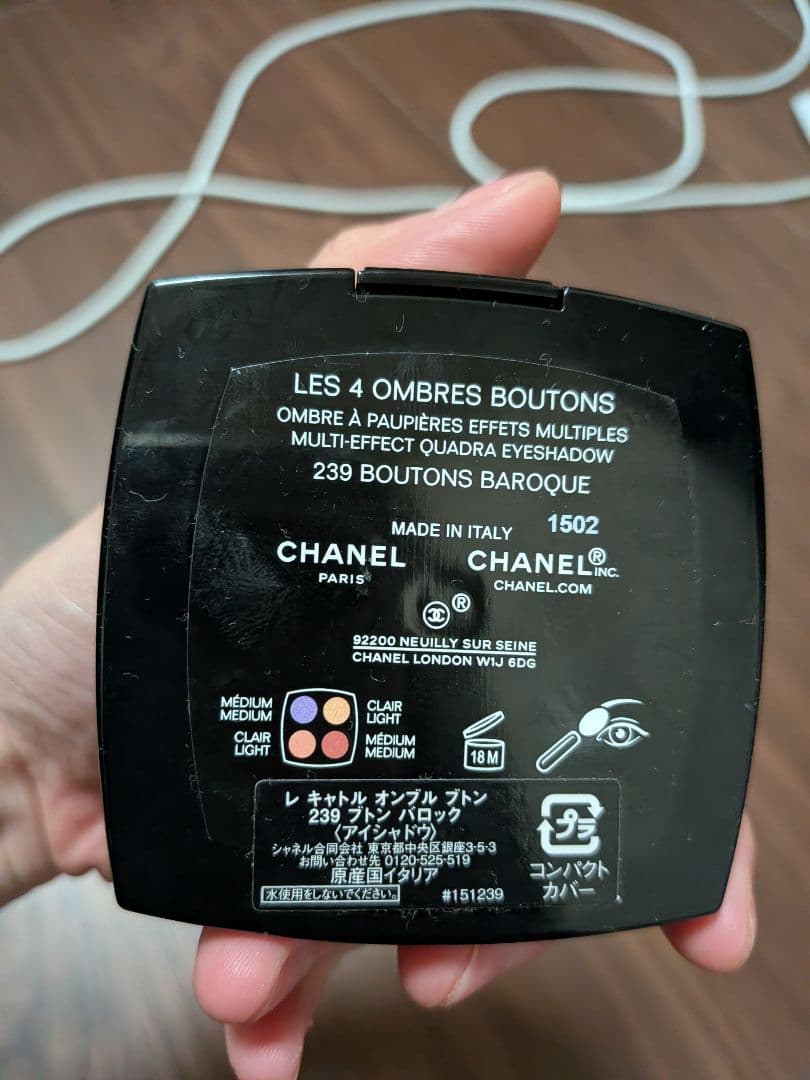 LES 4 OMBRES BOUTONS
OMBRE À PAUPIÈRES EFFETS MULTIPLES
MULTI-EFFECT QUADRA EYESHADOW
239 BOUTONS BAROQUE
MADE IN ITALY 1502
CHANEL CHANEL® INC.
PARIS CHANEL.COM
®
92200 NEUILLY SUR SEINE
CHANEL LONDON W1J 6DG
MÉDIUM CLAIR
MEDIUM LIGHT
CLAIR MÉDIUM
LIGHT MEDIUM
18M
レ キャトル オンブル ブトン
239 ブトン バロック
〈アイシャドウ〉
シャネル合同会社 東京都中央区銀座3-5-3
お問い合わせ先 0120-525-519
原産国イタリア
水使用をしないでください。 #151239
プラ
コンパクト
カバー